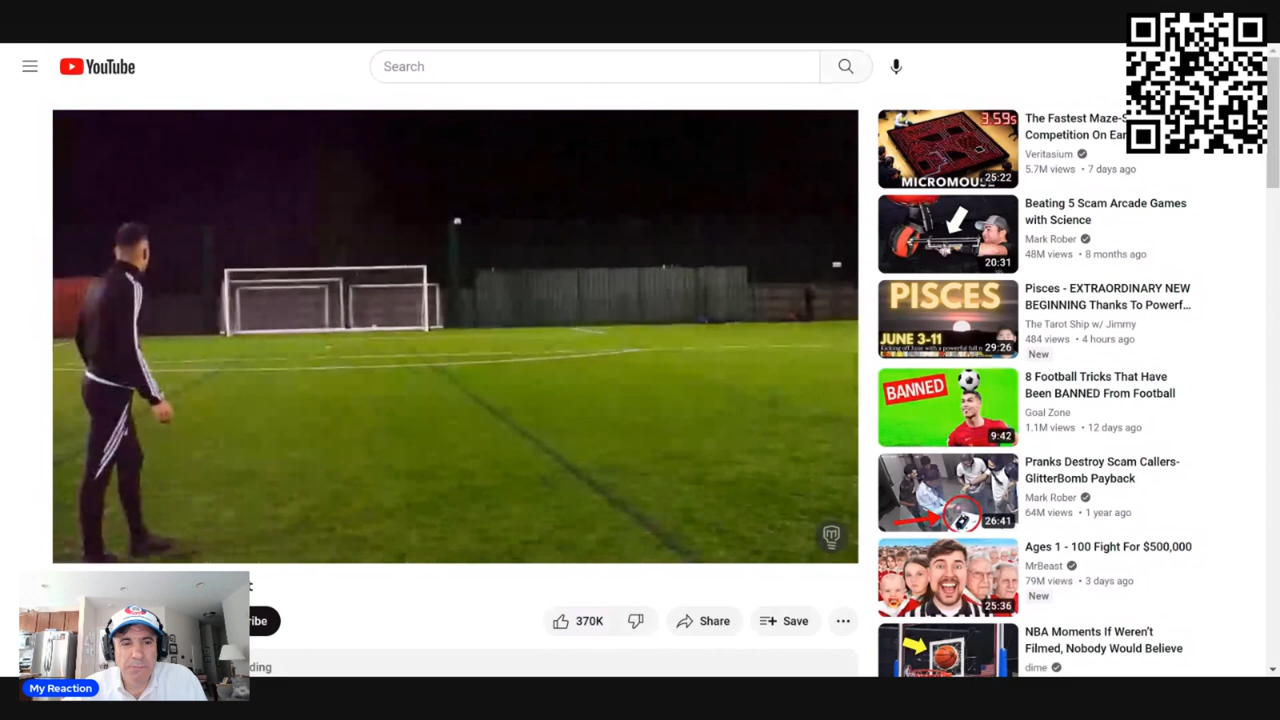 YouTube
Search
3.59s
MICROMOUSE
25:22
The Fastest Maze-S
Competition On Ear
Veritasium
5.7M views • 7 days ago
20:31
Beating 5 Scam Arcade Games
with Science
Mark Rober
48M views • 8 months ago
PISCES
JUNE 3-11
29:26
Pisces - EXTRAORDINARY NEW
BEGINNING Thanks To Powerf...
The Tarot Ship w/ Jimmy
484 views • 4 hours ago
New
BANNED
9:42
8 Football Tricks That Have
Been BANNED From Football
Goal Zone
1.1M views • 12 days ago
26:41
Pranks Destroy Scam Callers-
GlitterBomb Payback
Mark Rober
64M views • 1 year ago
25:36
Ages 1 - 100 Fight For $500,000
MrBeast
79M views • 3 days ago
New
NBA Moments If Weren't
Filmed, Nobody Would Believe
dime
ibe
370K
Share
Save
ding
My Reaction